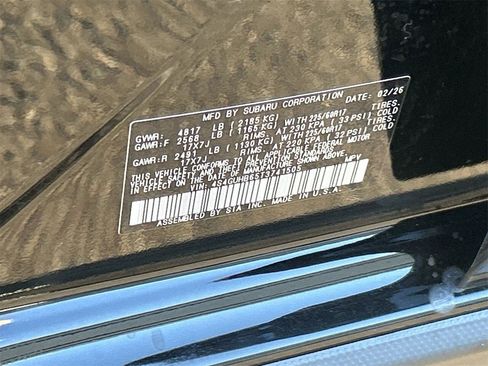 MFD BY SUBARU CORPORATION DATE: 02/26
GVWR: 4817 LB (2185 KG)
GAWR:F 2568 LB (1165 KG) WITH 225/60R17 TIRES.
17X7J RIMS. AT 230 KPA (33 PSI) COLD
GAWR:R 2491 LB (1130 KG) WITH 225/60R17 TIRES.
17X7J RIMS. AT 220 KPA (32 PSI) COLD
THIS VEHICLE CONFORMS TO ALL APPLICABLE FEDERAL MOTOR
VEHICLE SAFETY AND THEFT PREVENTION STANDARDS
IN EFFECT ON THE DATE OF MANUFACTURE SHOWN ABOVE.
VIN: 4S4GUHB65T3741505 MPV
ASSEMBLED BY SIA INC. MADE IN U.S.A.